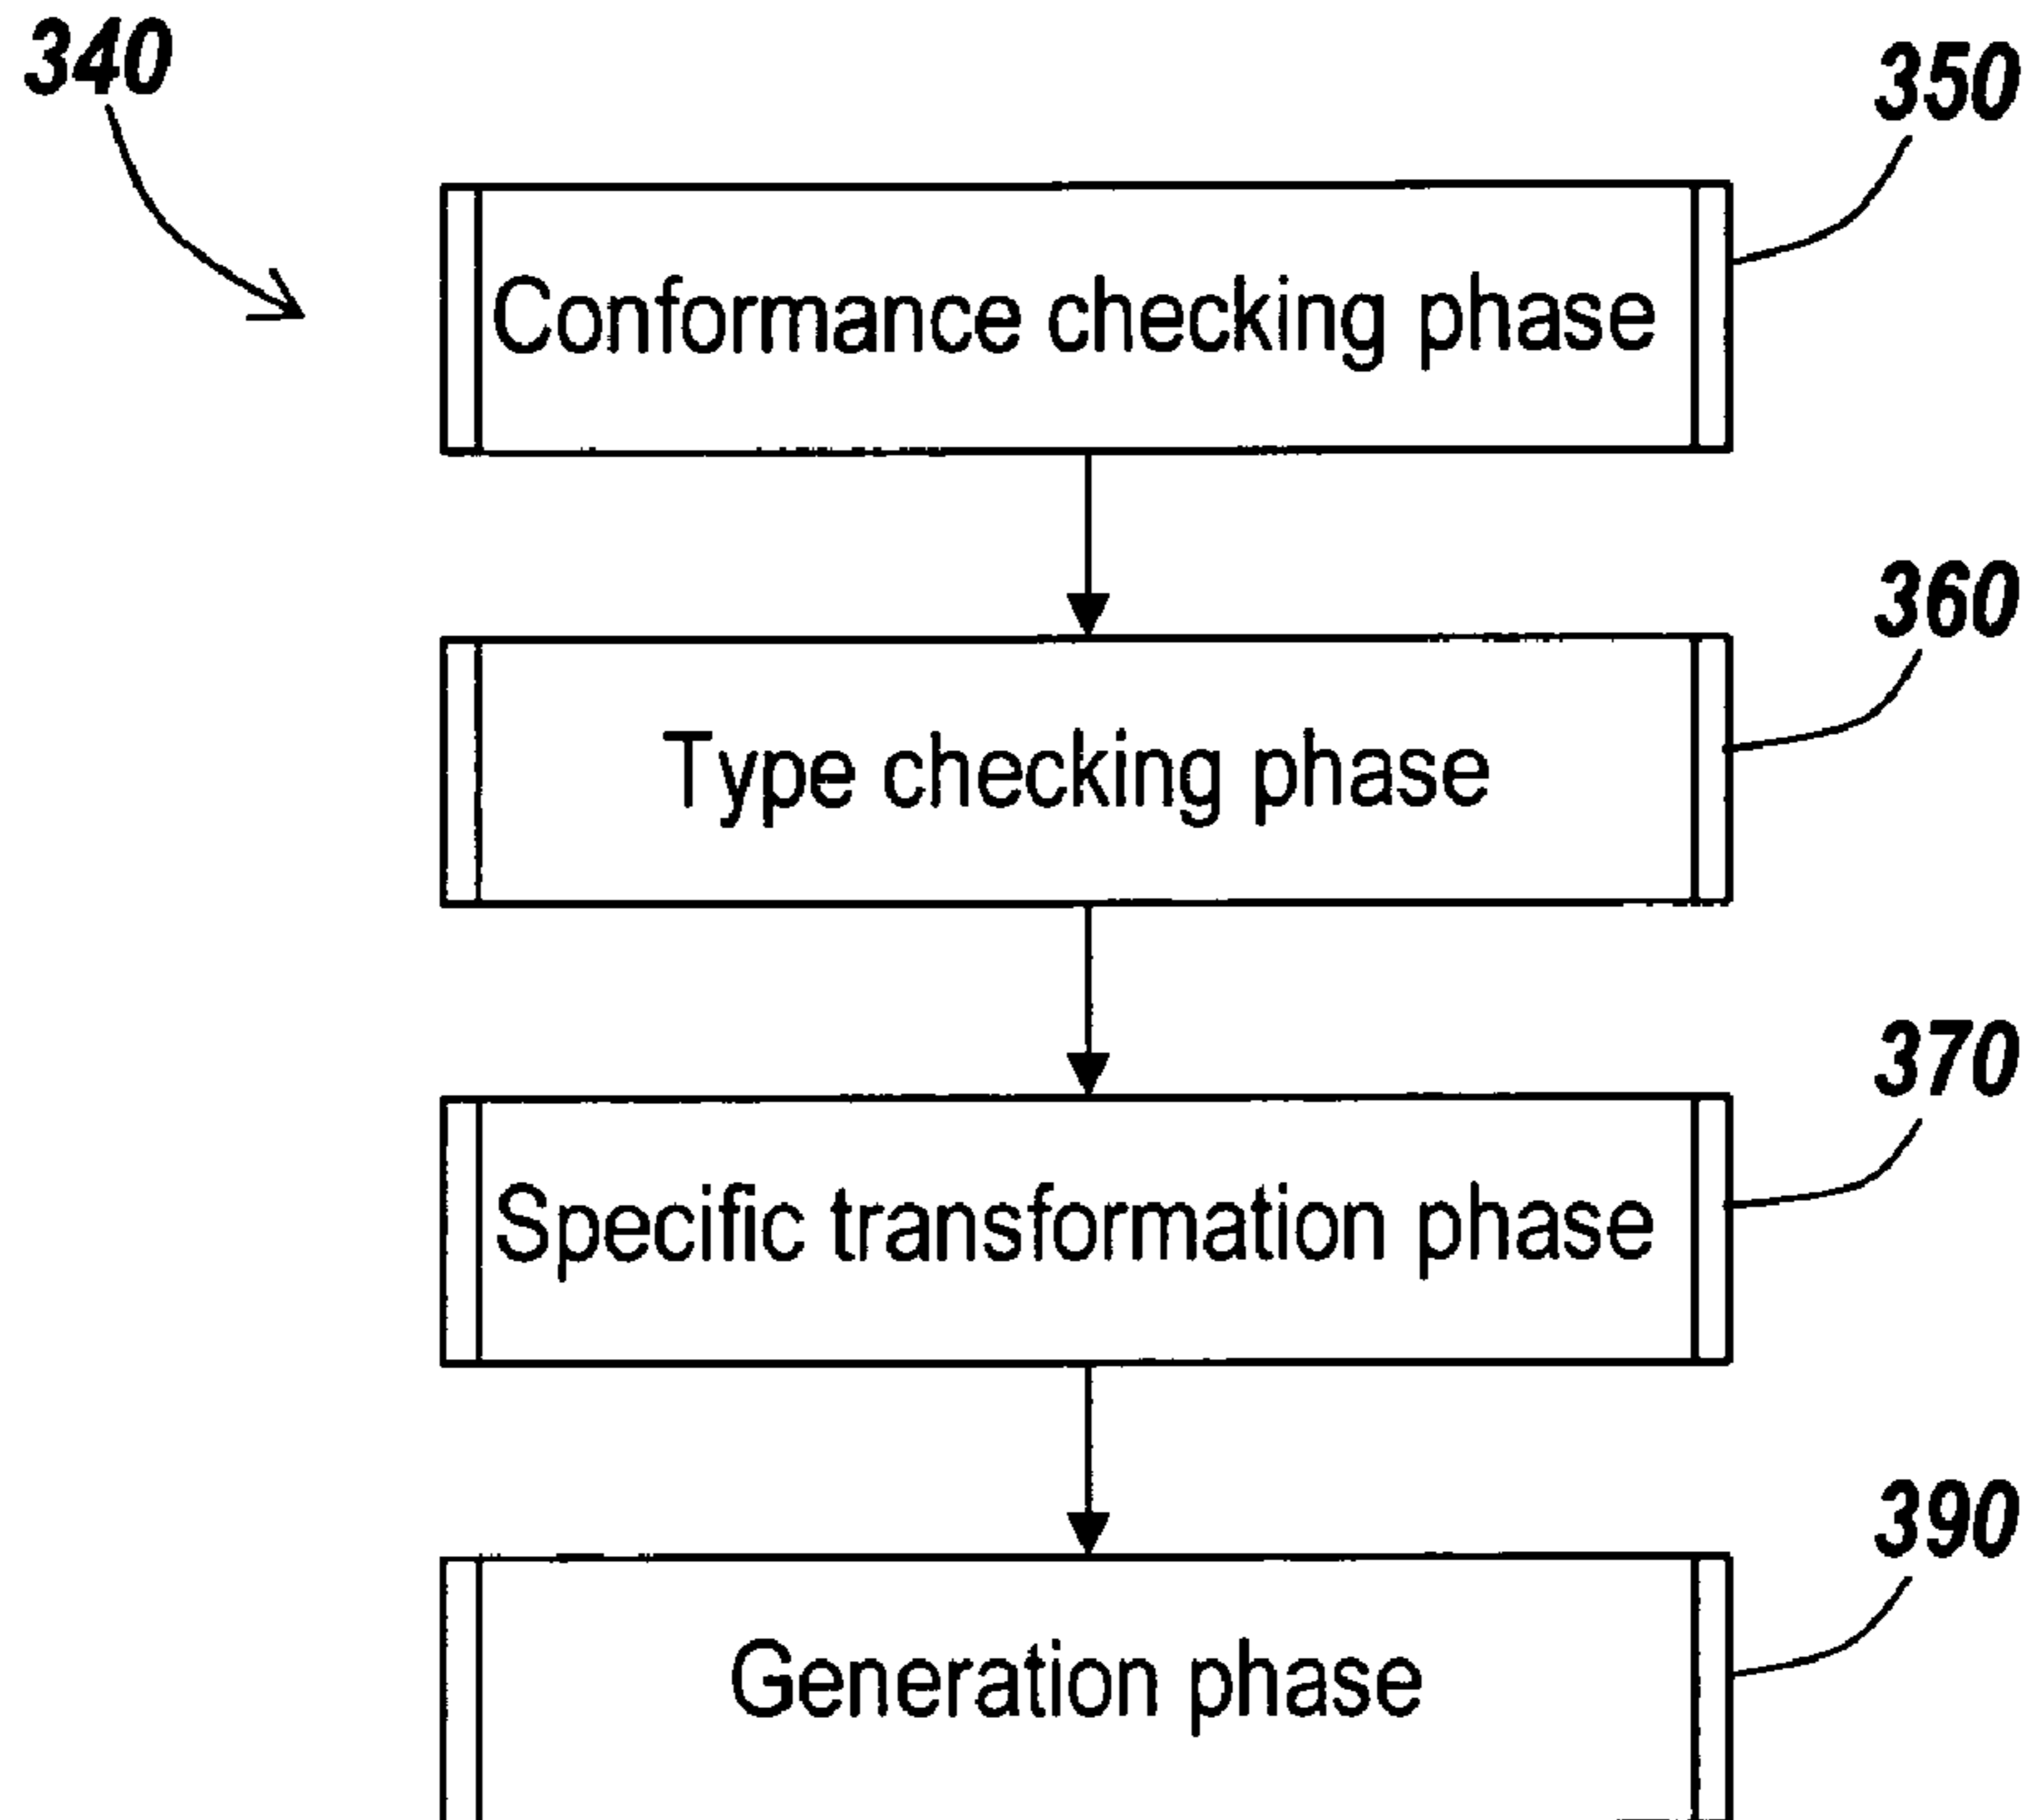 340
350
Conformance checking phase
360
Type checking phase
370
Specific transformation phase
390
Generation phase